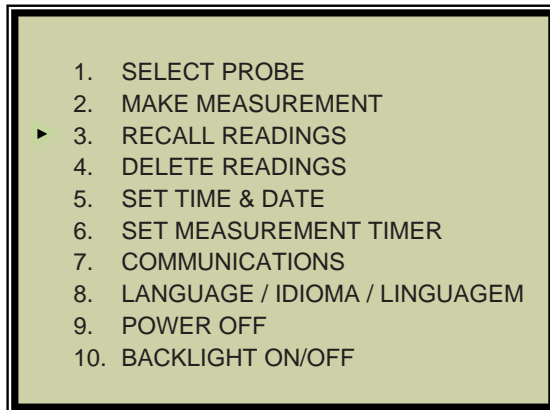 1. SELECT PROBE
2. MAKE MEASUREMENT
► 3. RECALL READINGS
4. DELETE READINGS
5. SET TIME & DATE
6. SET MEASUREMENT TIMER
7. COMMUNICATIONS
8. LANGUAGE / IDIOMA / LINGUAGEM
9. POWER OFF
10. BACKLIGHT ON/OFF